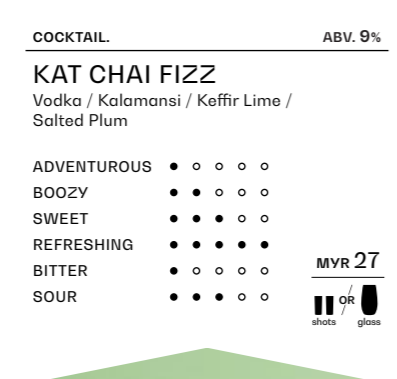 COCKTAIL. ABV. 9%
KAT CHAI FIZZ
Vodka / Kalamansi / Keffir Lime /
Salted Plum
ADVENTUROUS
BOOZY
SWEET
REFRESHING
BITTER
SOUR
MYR 27
/ OR /
shots glass